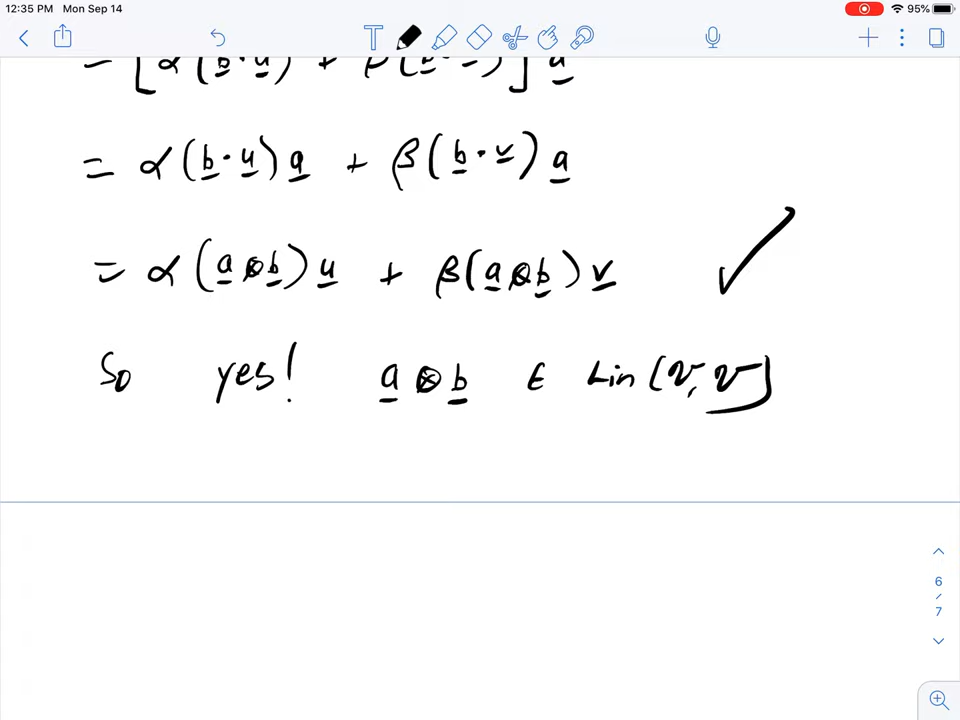 12:35 PM Mon Sep 14 95%
T
= [α(b·u) + β(b·v)] a
= α(b·u)a + β(b·v)a
= α(a⊗b)u + β(a⊗b)v ✓
So yes! a⊗b ∈ Lin(V,V)
6
/
7